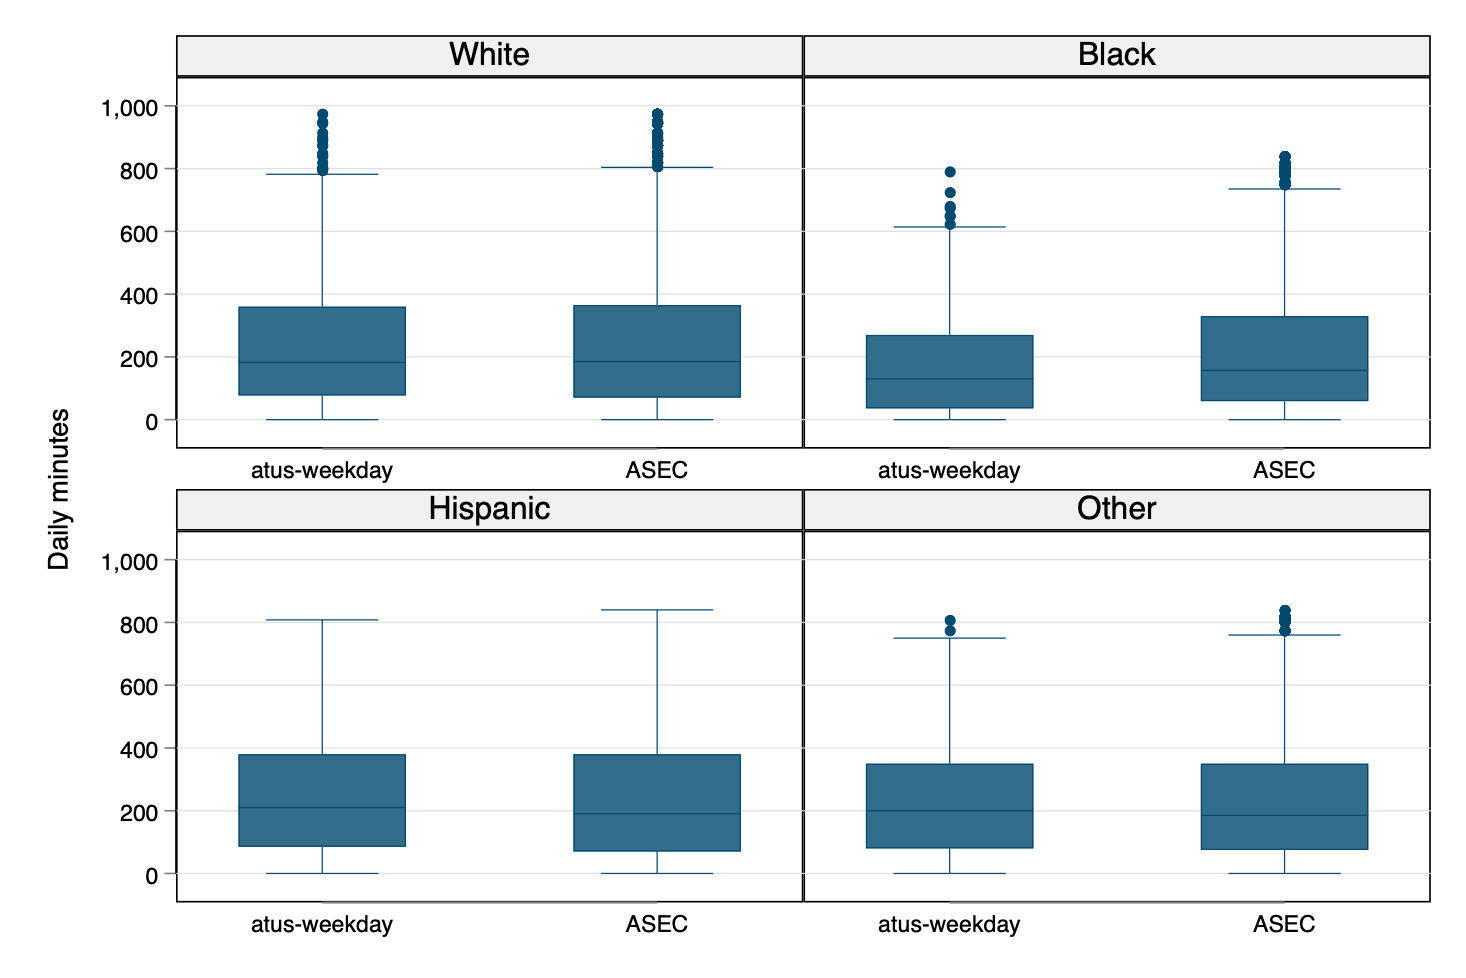 White
Black
1,000
800
600
400
200
0
atus-weekday
ASEC
atus-weekday
ASEC
Daily minutes
Hispanic
Other
1,000
800
600
400
200
0
atus-weekday
ASEC
atus-weekday
ASEC